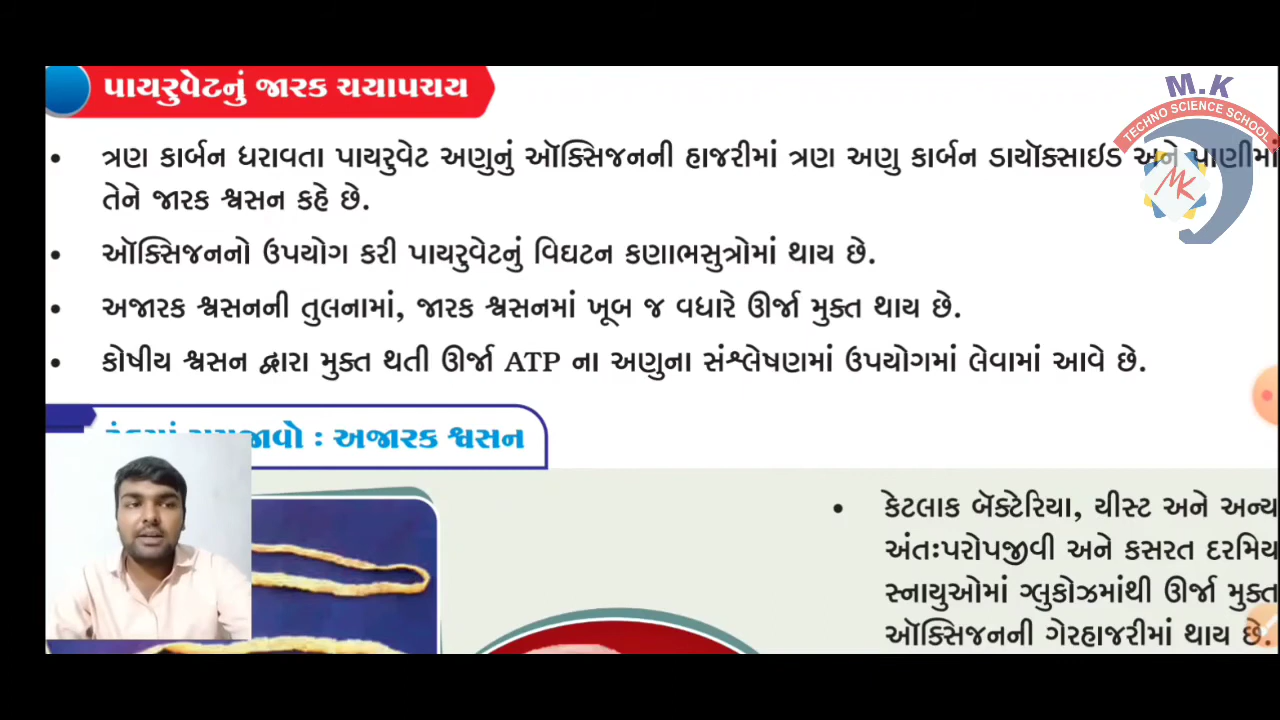 પાયરુવેટનું જારક ચયાપચય
M.K
TECHNO SCIENCE SCHOOL
• ત્રણ કાર્બન ધરાવતા પાયરુવેટ અણુનું ઑક્સિજનની હાજરીમાં ત્રણ અણુ કાર્બન ડાયૉક્સાઇડ અને પાણીમાં
તેને જારક શ્વસન કહે છે.
MK
• ઑક્સિજનનો ઉપયોગ કરી પાયરુવેટનું વિઘટન કણાભસુત્રોમાં થાય છે.
• અજારક શ્વસનની તુલનામાં, જારક શ્વસનમાં ખૂબ જ વધારે ઊર્જા મુક્ત થાય છે.
• કોષીય શ્વસન દ્વારા મુક્ત થતી ઊર્જા ATP ના અણુના સંશ્લેષણમાં ઉપયોગમાં લેવામાં આવે છે.
: અજારક શ્વસન
• કેટલાક બૅક્ટેરિયા, યીસ્ટ અને અન્ય
અંતઃપરોપજીવી અને કસરત
સ્નાયુઓમાં ગ્લુકોઝમાંથી ઊર્જા મુક્ત
ઑક્સિજનની ગેરહાજરીમાં થાય છે.